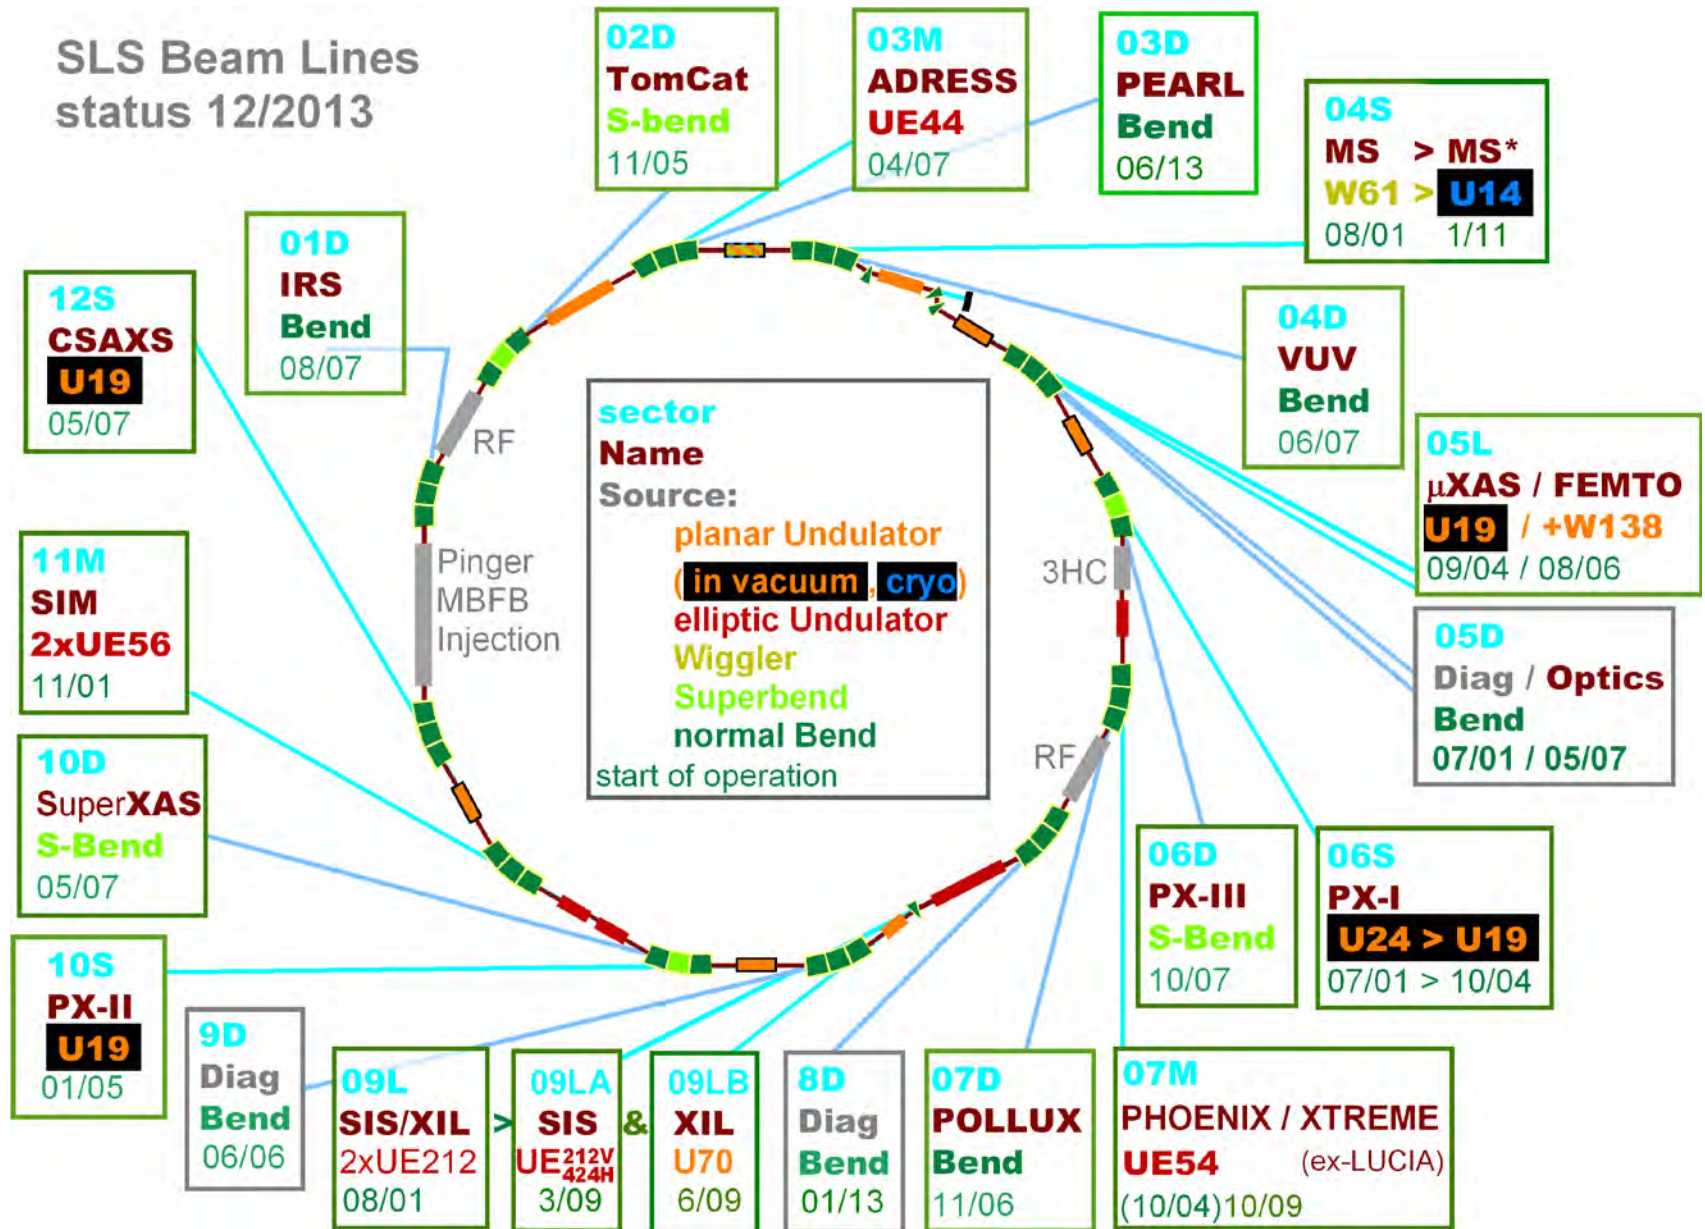 SLS Beam Lines
status 12/2013
02D
TomCat
S-bend
11/05
03M
ADRESS
UE44
04/07
03D
PEARL
Bend
06/13
04S
MS > MS*
W61 > U14
08/01 1/11
01D
IRS
Bend
08/07
12S
CSAXS
U19
05/07
04D
VUV
Bend
06/07
RF
sector
Name
Source:
planar Undulator
( in vacuum , cryo )
elliptic Undulator
Wiggler
Superbend
normal Bend
start of operation
05L
µXAS / FEMTO
U19 / +W138
09/04 / 08/06
11M
SIM
2xUE56
11/01
Pinger
MBFB
Injection
3HC
05D
Diag / Optics
Bend
07/01 / 05/07
10D
SuperXAS
S-Bend
05/07
RF
06D
PX-III
S-Bend
10/07
06S
PX-I
U24 > U19
07/01 > 10/04
10S
PX-II
U19
01/05
9D
Diag
Bend
06/06
09L
SIS/XIL
2xUE212
08/01
>
09LA
SIS
UE 212V
424H
3/09
&
09LB
XIL
U70
6/09
8D
Diag
Bend
01/13
07D
POLLUX
Bend
11/06
07M
PHOENIX / XTREME
UE54 (ex-LUCIA)
(10/04)10/09